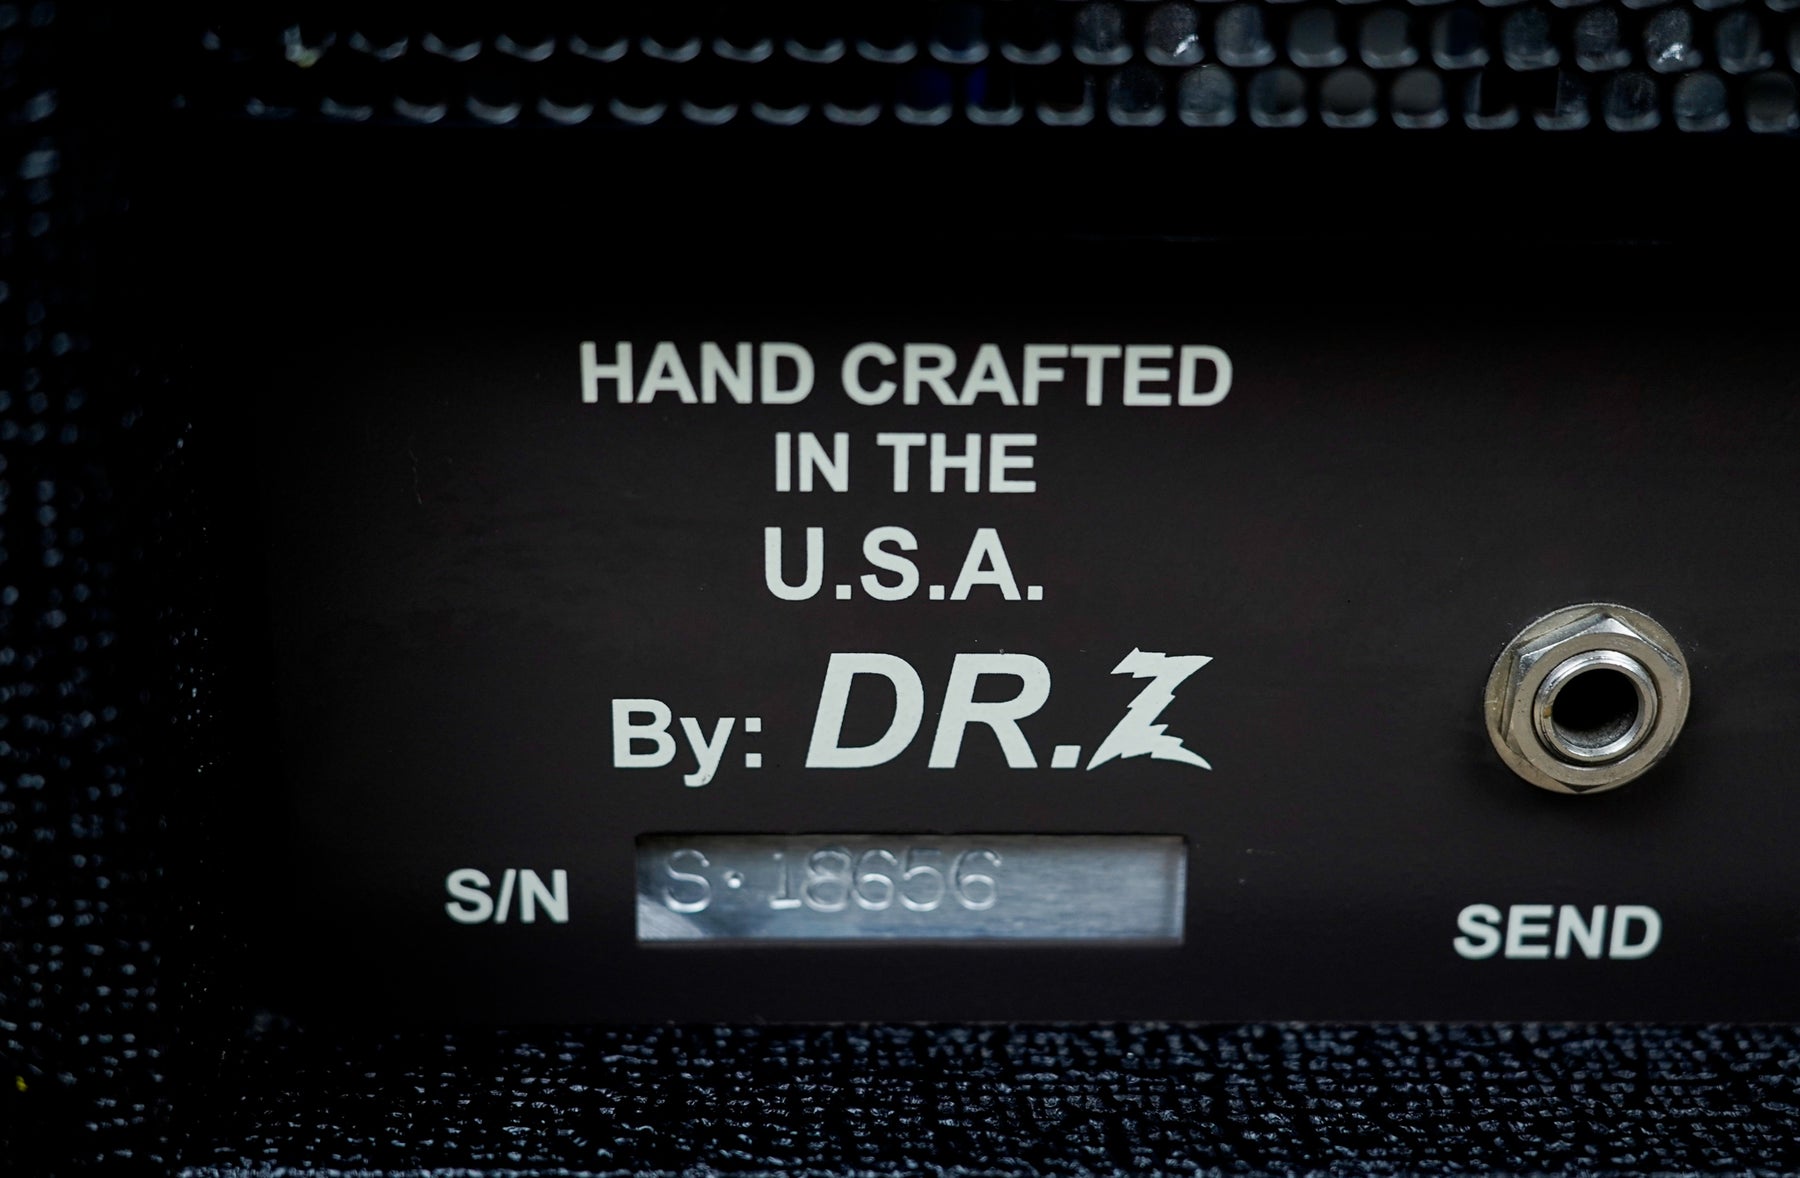 HAND CRAFTED
IN THE
U.S.A.
By: DR.Z
S/N S·18656
SEND